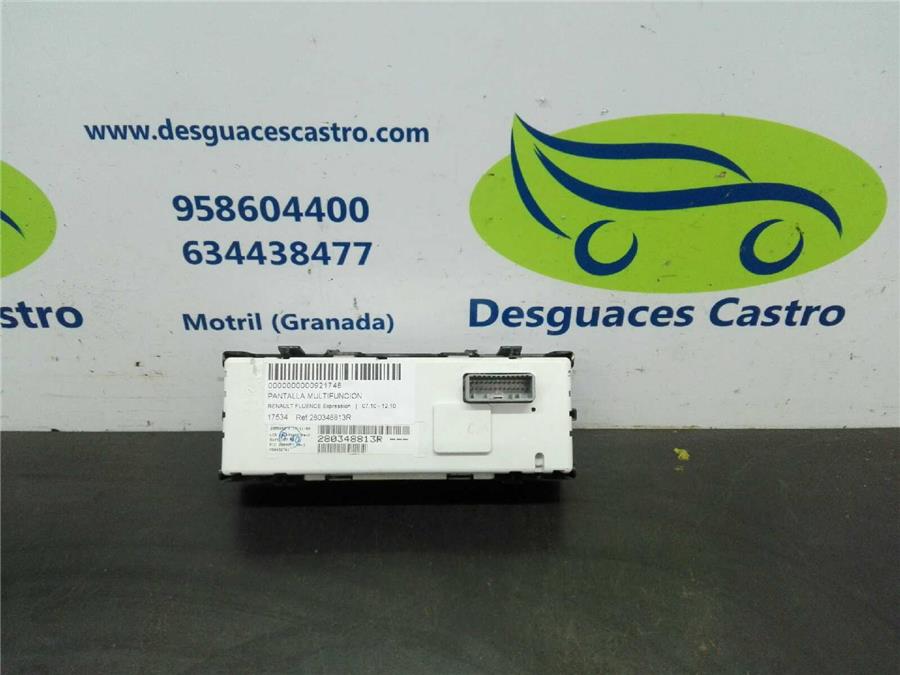 www.desguacescastro.com
958604400
634438477
Motril (Granada)
stro
Desguaces Castro
0000000000921748
PANTALLA MULTIFUNCION
RENAULT FLUENCE Expression | 07.10 - 12.10
17534 Ref:280348813R
280348813R ---